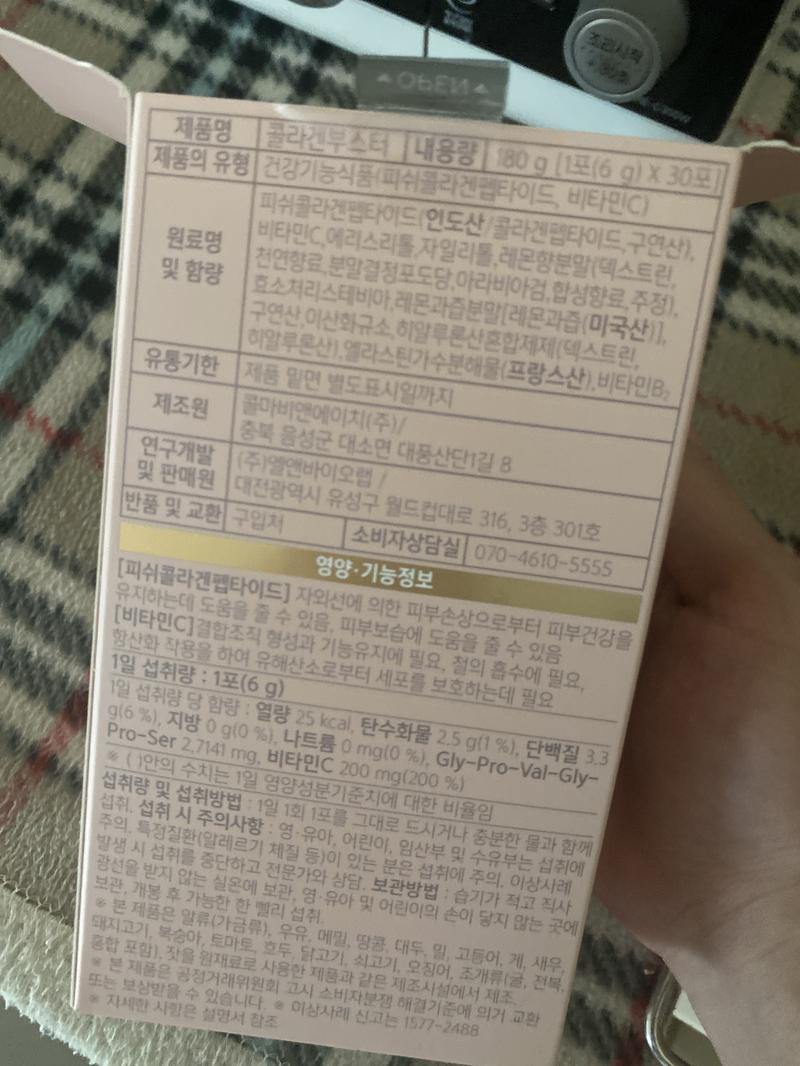 조리시작
OPEN
제품명 콜라겐부스터 내용량 180 g [1포(6 g) X 30포]
제품의 유형 건강기능식품(피쉬콜라겐펩타이드, 비타민C)
원료명 및 함량
피쉬콜라겐펩타이드(인도산/콜라겐펩타이드,구연산),
비타민C,에리스리톨,자일리톨,레몬향분말(덱스트린,
천연향료,분말결정포도당,아라비아검,합성향료,주정),
효소처리스테비아,레몬과즙분말[레몬과즙(미국산)],
구연산,이산화규소,히알루론산혼합제제(덱스트린,
히알루론산),엘라스틴가수분해물(프랑스산),비타민B₂
유통기한 제품 밑면 별도표시일까지
제조원 콜마비앤에이치(주)/
충북 음성군 대소면 대풍산단1길 8
연구개발 및 판매원 (주)엘앤바이오랩 /
대전광역시 유성구 월드컵대로 316, 3층 301호
반품 및 교환 구입처 소비자상담실 070-4610-5555
영양·기능정보
[피쉬콜라겐펩타이드] 자외선에 의한 피부손상으로부터 피부건강을
유지하는데 도움을 줄 수 있음. 피부보습에 도움을 줄 수 있음
[비타민C]결합조직 형성과 기능유지에 필요, 철의 흡수에 필요,
항산화 작용을 하여 유해산소로부터 세포를 보호하는데 필요
1일 섭취량 : 1포(6 g)
1일 섭취량 당 함량 : 열량 25 kcal, 탄수화물 2.5 g(1 %), 단백질 3.3
g(6 %), 지방 0 g(0 %), 나트륨 0 mg(0 %), Gly-Pro-Val-Gly-
Pro-Ser 2.7141 mg, 비타민C 200 mg(200 %)
※ ( )안의 수치는 1일 영양성분기준치에 대한 비율임
섭취량 및 섭취방법 : 1일 1회 1포를 그대로 드시거나 충분한 물과 함께
섭취. 섭취 시 주의사항 : 영·유아, 어린이, 임산부 및 수유부는 섭취에
주의. 특정질환(알레르기 체질 등)이 있는 분은 섭취에 주의. 이상사례
발생 시 섭취를 중단하고 전문가와 상담. 보관방법 : 습기가 적고 직사
광선을 받지 않는 실온에 보관, 영·유아 및 어린이의 손이 닿지 않는 곳에
보관, 개봉 후 가능한 한 빨리 섭취.
※ 본 제품은 알류(가금류), 우유, 메밀, 땅콩, 대두, 밀, 고등어, 게, 새우,
돼지고기, 복숭아, 토마토, 호두, 닭고기, 쇠고기, 오징어, 조개류(굴, 전복,
홍합 포함), 잣을 원재료로 사용한 제품과 같은 제조시설에서 제조
※ 본 제품은 공정거래위원회 고시 소비자분쟁 해결기준에 의거 교환
또는 보상받을 수 있습니다. ※ 이상사례 신고는 1577-2488
※ 자세한 사항은 설명서 참조